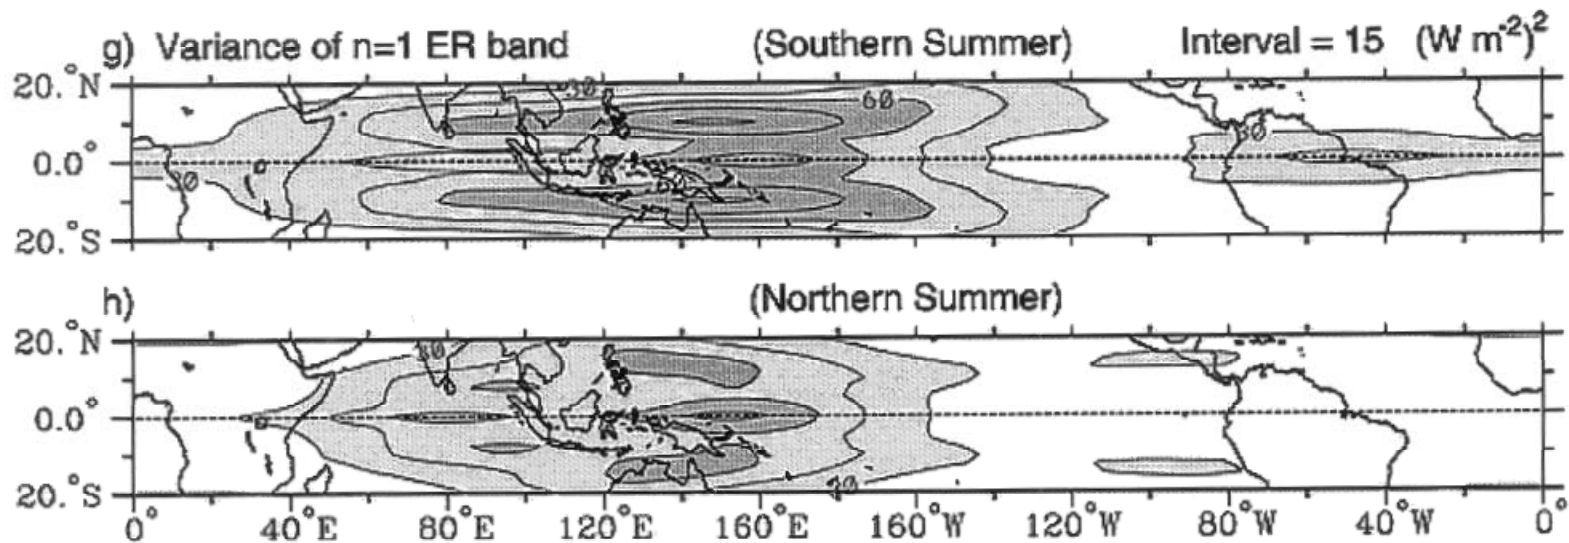 g) Variance of n=1 ER band (Southern Summer) Interval = 15 (W m⁻²)²
20.°N
30
60
0.0°
30
30
20.°S
h) (Northern Summer)
20.°N
0.0°
20.°S
0° 40°E 80°E 120°E 160°E 160°W 120°W 80°W 40°W 0°